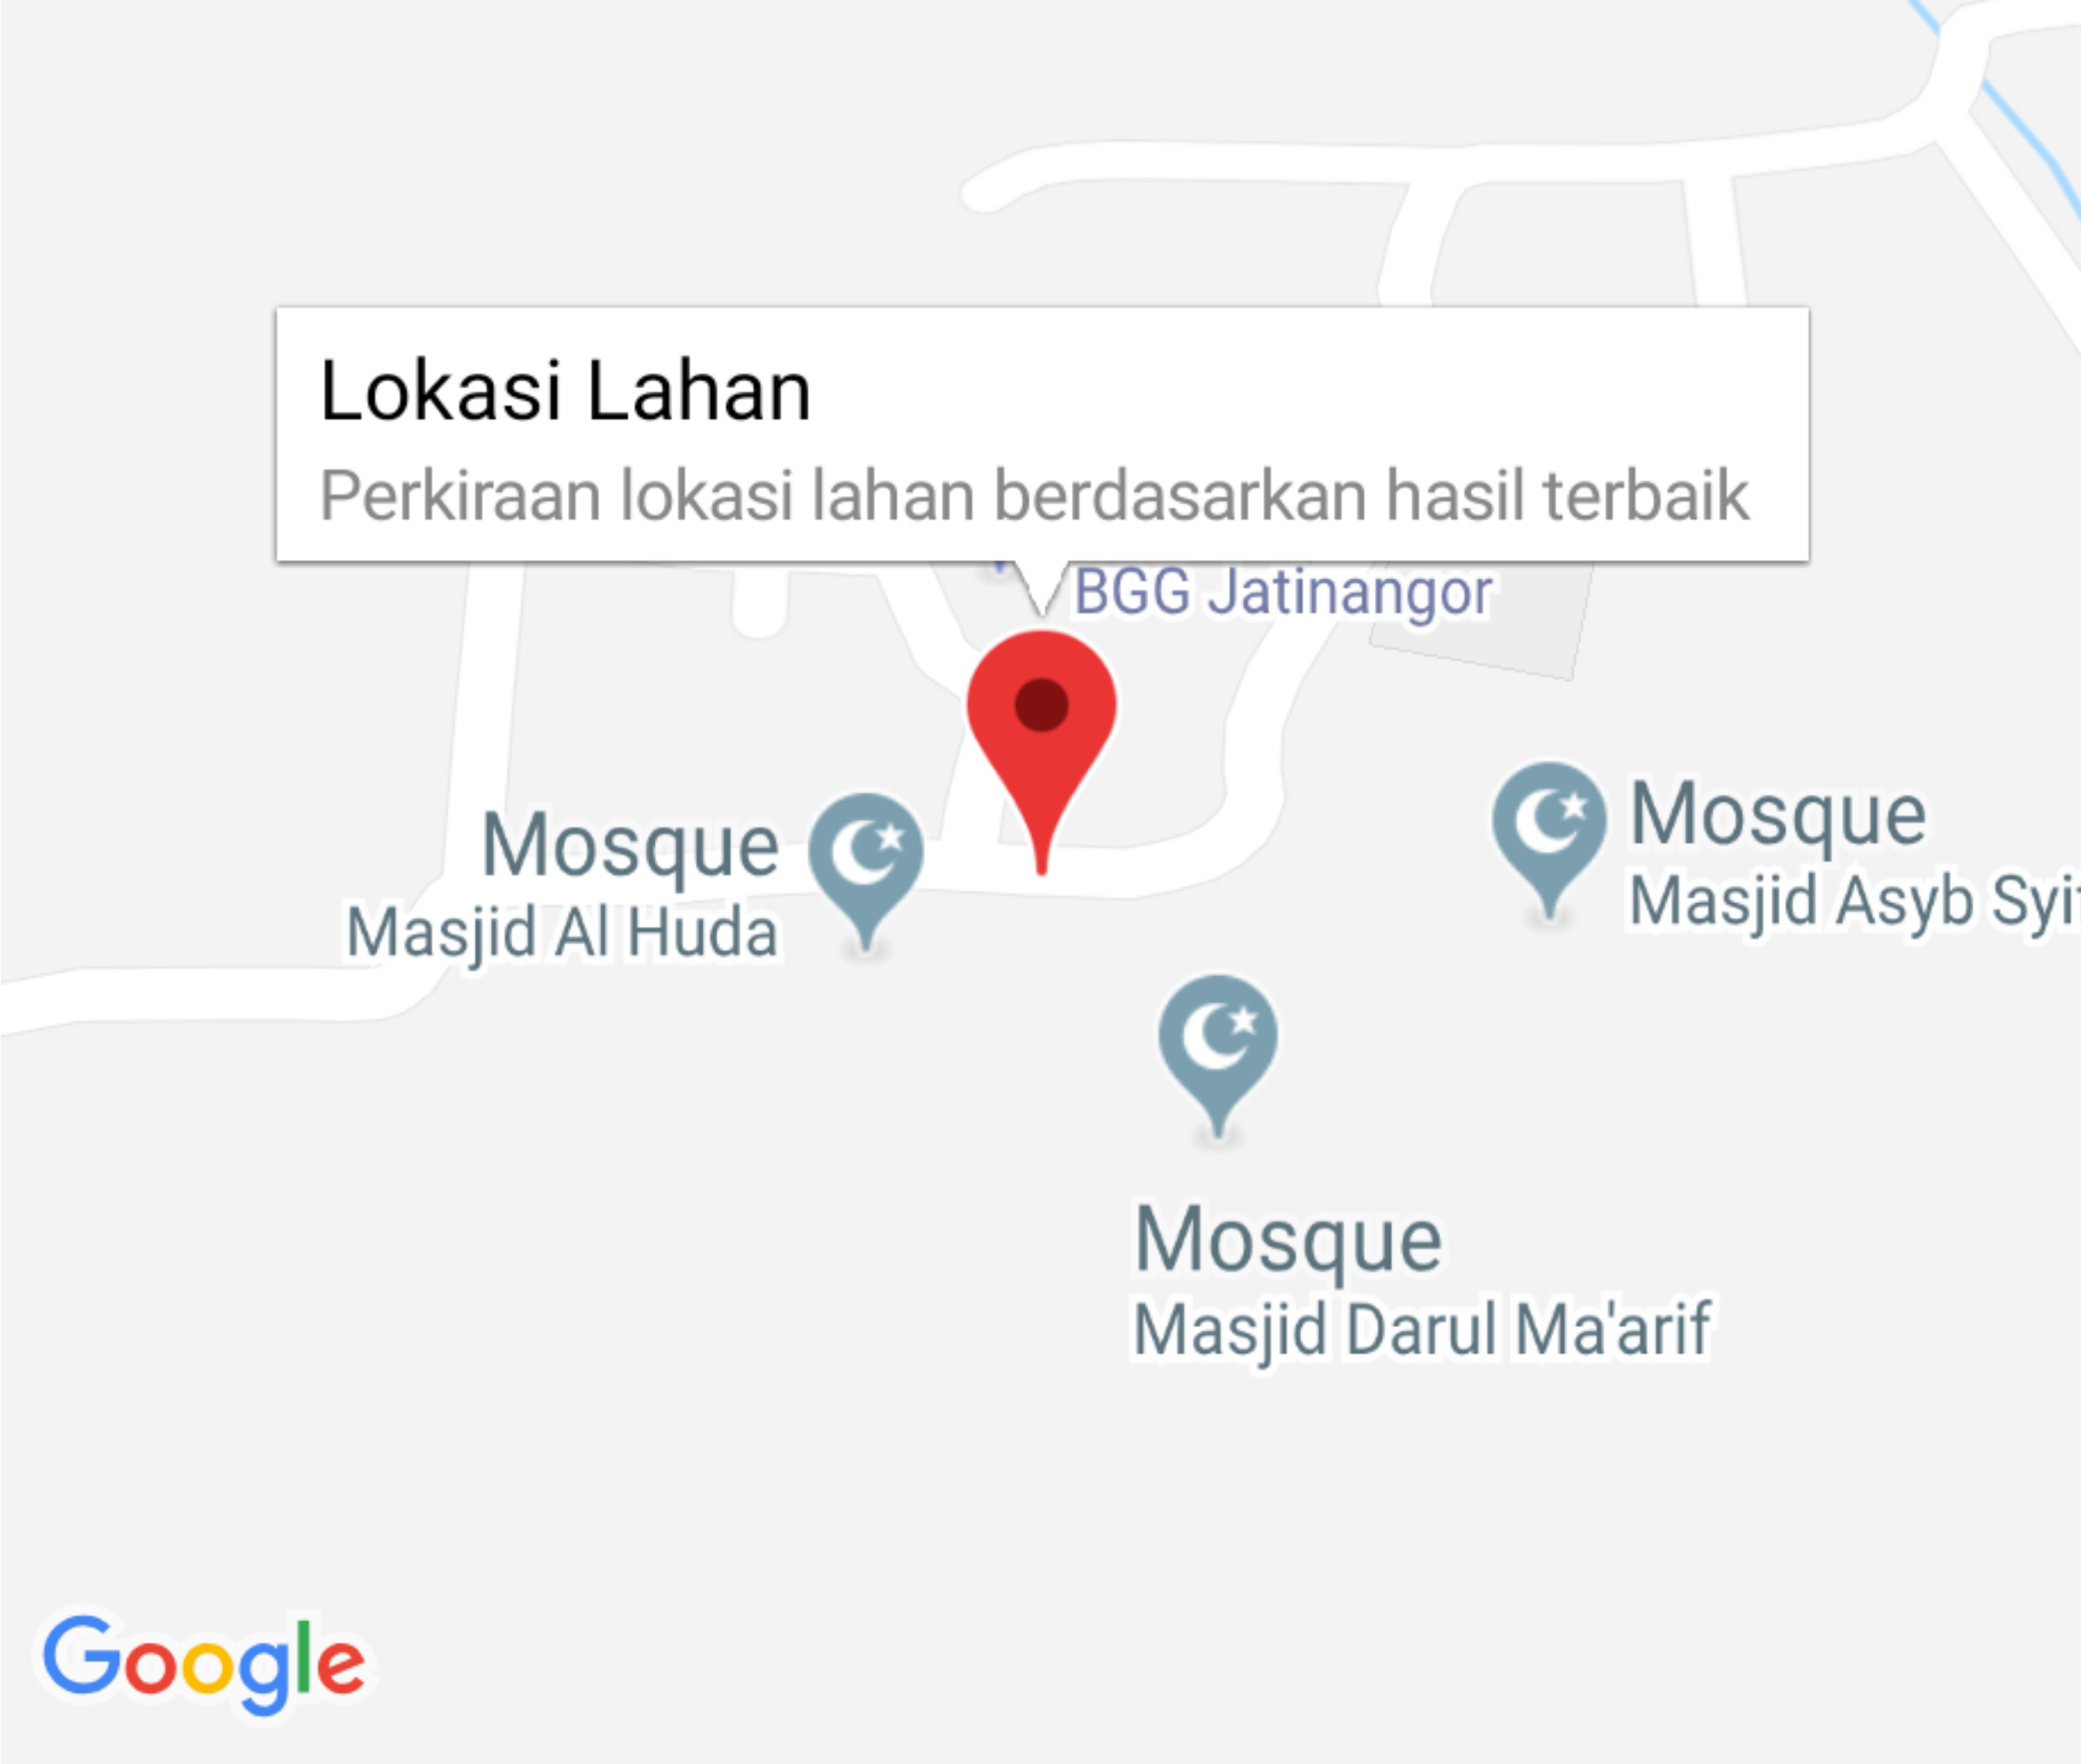 Lokasi Lahan
Perkiraan lokasi lahan berdasarkan hasil terbaik
BGG Jatinangor
Mosque
Masjid Al Huda
Mosque
Masjid Asyb
Mosque
Masjid Darul Ma'arif
Google